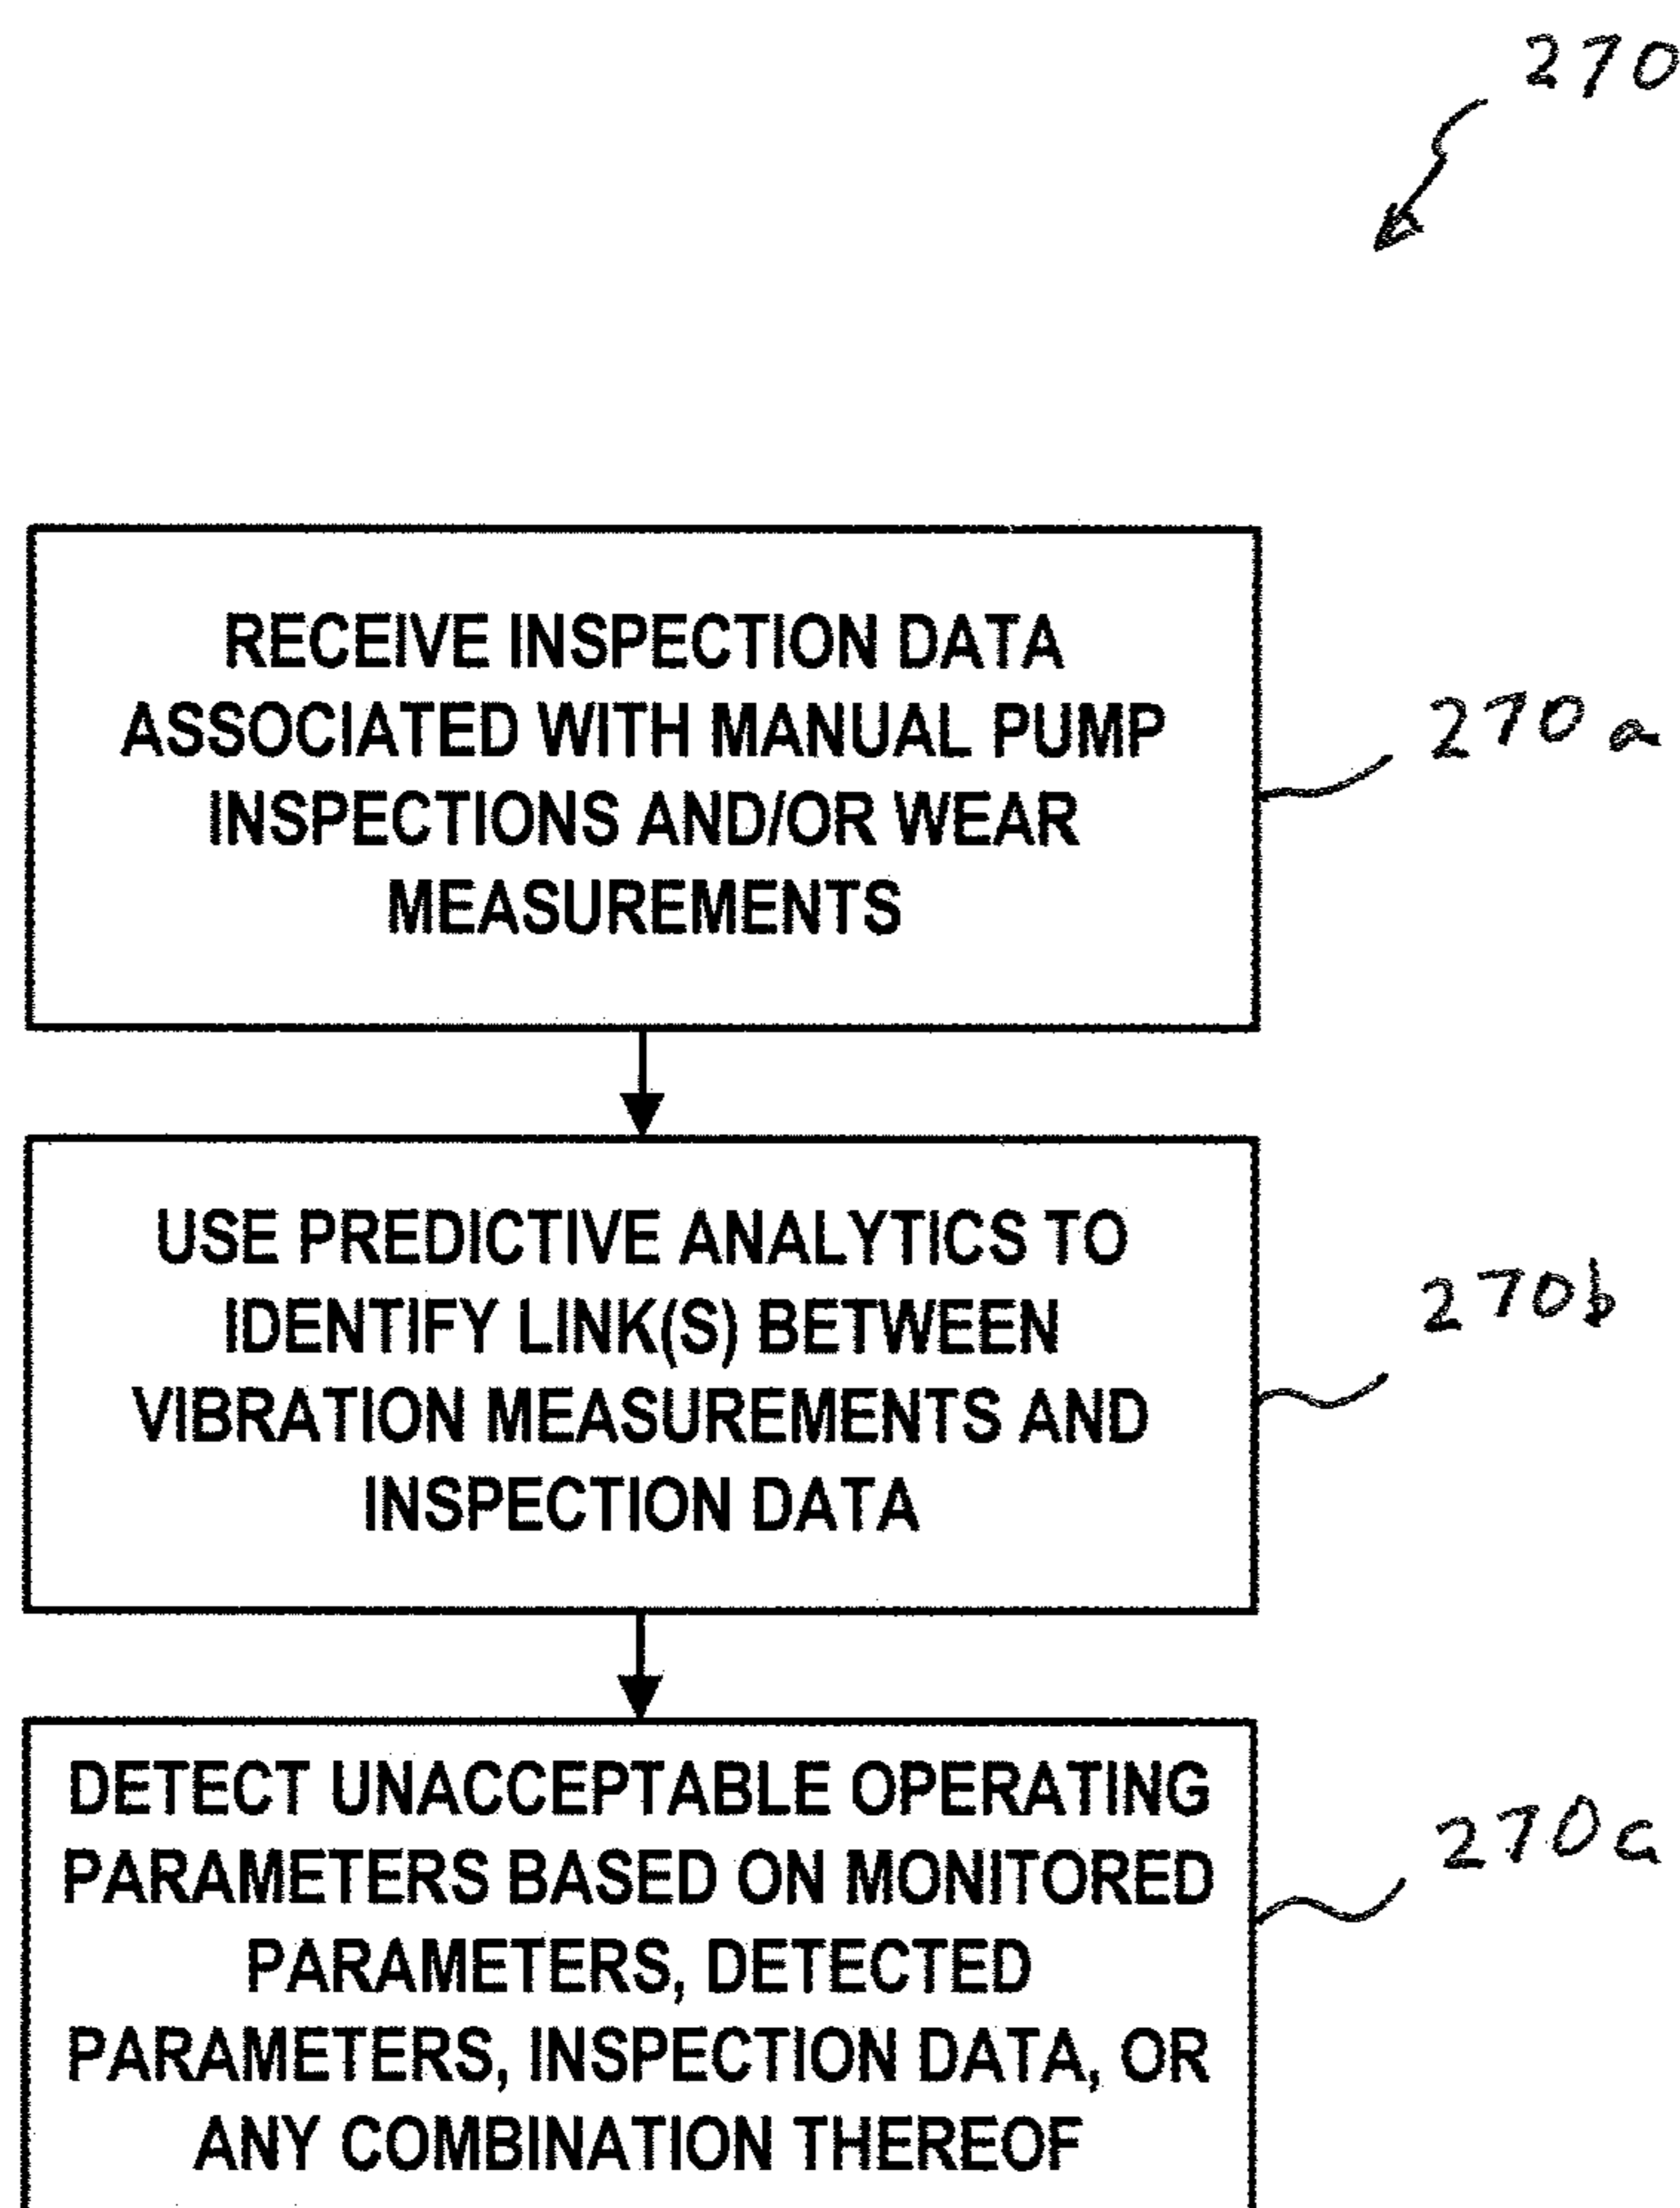 270
RECEIVE INSPECTION DATA
ASSOCIATED WITH MANUAL PUMP
INSPECTIONS AND/OR WEAR
MEASUREMENTS
270a
USE PREDICTIVE ANALYTICS TO
IDENTIFY LINK(S) BETWEEN
VIBRATION MEASUREMENTS AND
INSPECTION DATA
270b
DETECT UNACCEPTABLE OPERATING
PARAMETERS BASED ON MONITORED
PARAMETERS, DETECTED
PARAMETERS, INSPECTION DATA, OR
ANY COMBINATION THEREOF
270c